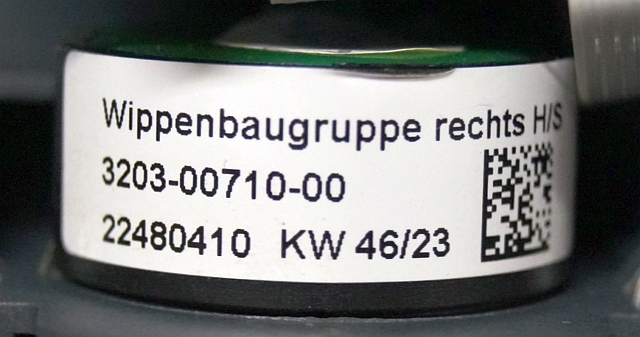 Wippenbaugruppe rechts H/S
3203-00710-00
22480410 KW 46/23